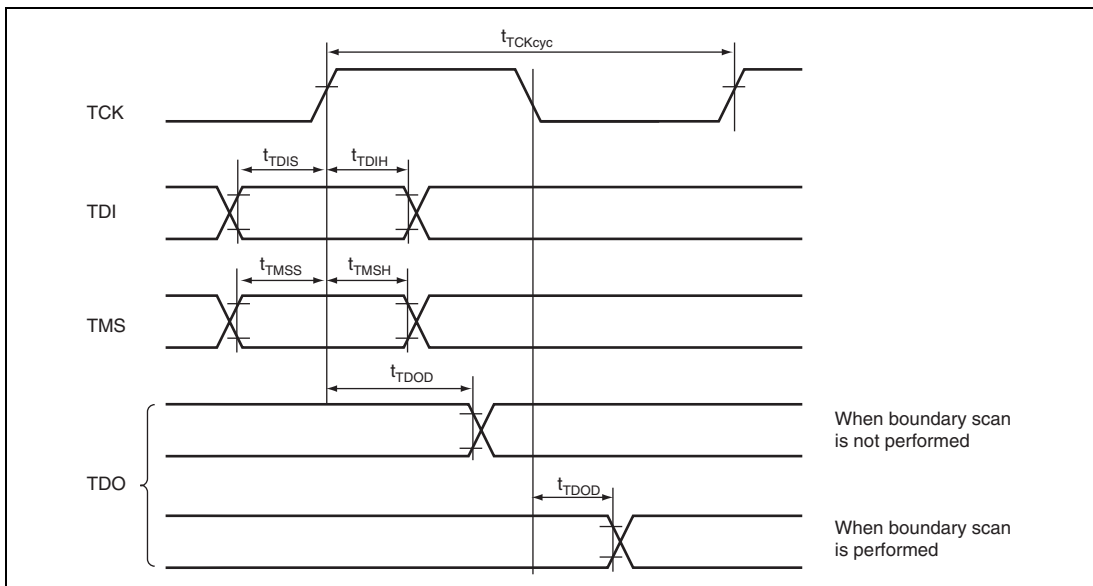 tTCKcyc
TCK
tTDIS
tTDIH
TDI
tTMSS
tTMSH
TMS
tTDOD
When boundary scan
is not performed
TDO
tTDOD
When boundary scan
is performed